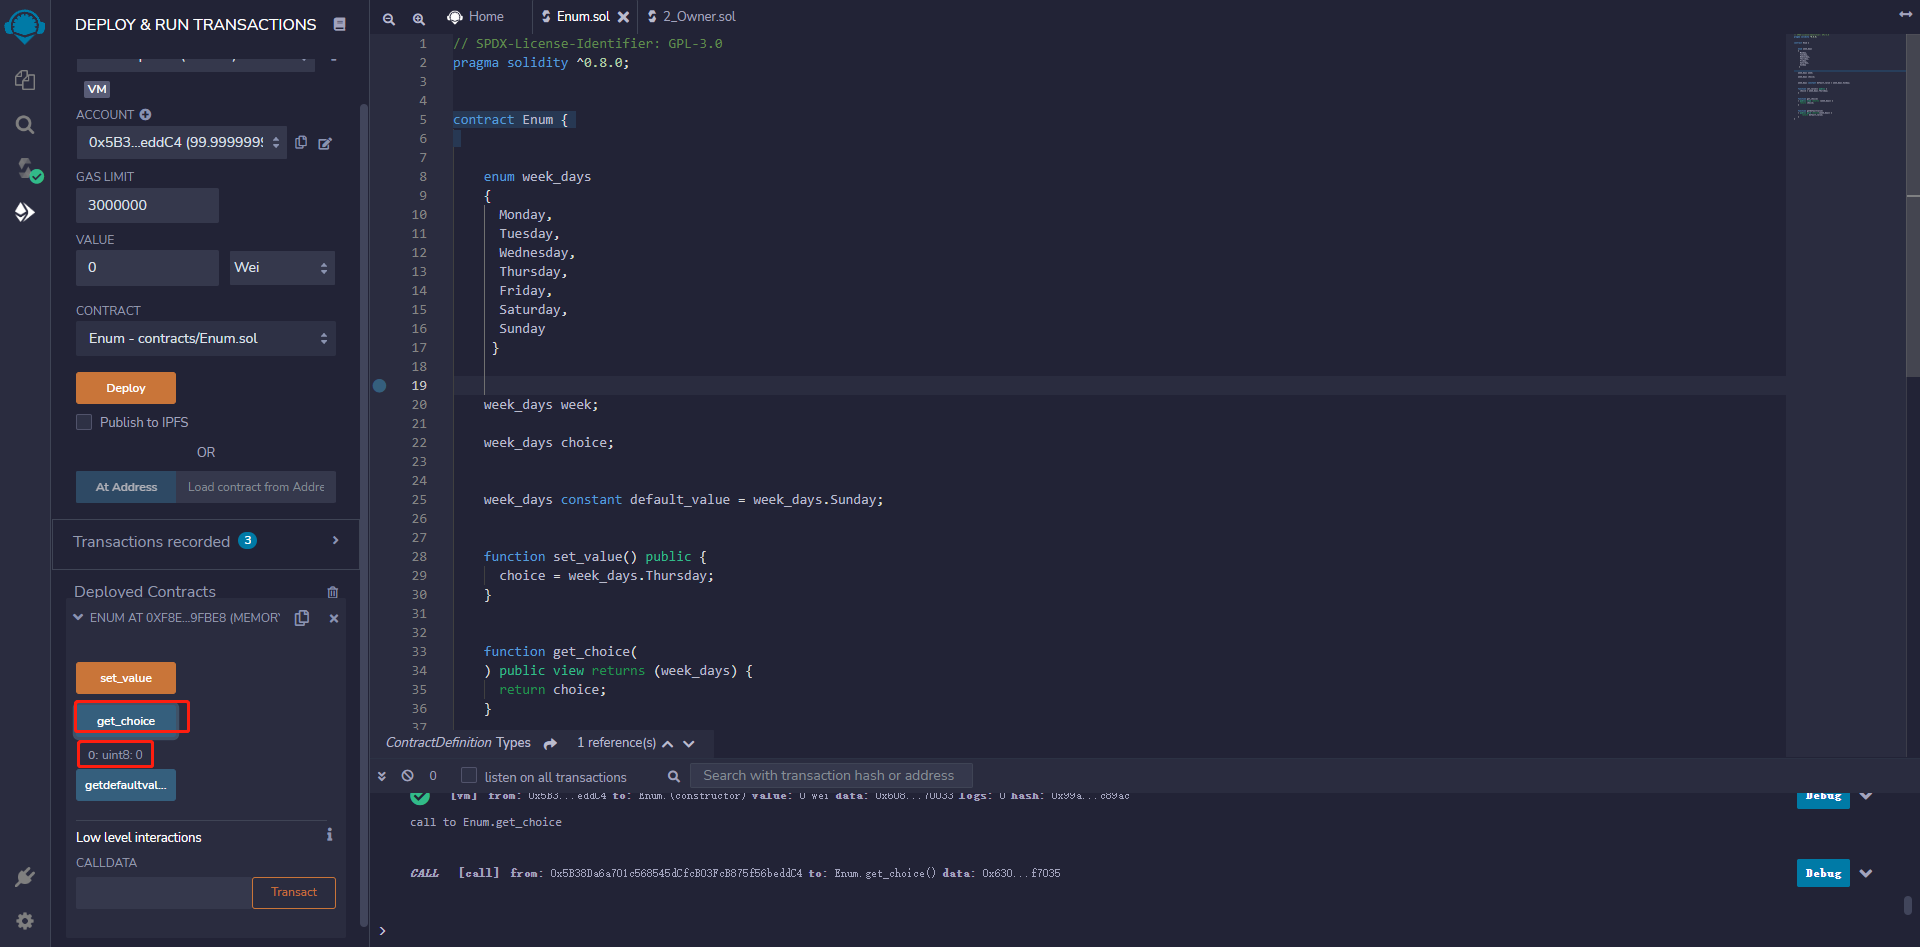 DEPLOY & RUN TRANSACTIONS
VM
ACCOUNT
0x5B3...eddC4 (99.9999999
GAS LIMIT
3000000
VALUE
0
Wei
CONTRACT
Enum - contracts/Enum.sol
Deploy
Publish to IPFS
OR
At Address
Load contract from Addre
Transactions recorded 3
Deployed Contracts
ENUM AT 0XF8E...9FBE8 (MEMORY
set_value
get_choice
0: uint8: 0
getdefaultval...
Low level interactions
CALLDATA
Transact
Home
Enum.sol
2_Owner.sol
1 // SPDX-License-Identifier: GPL-3.0
2 pragma solidity ^0.8.0;
3
4
5 contract Enum {
6
7
8 enum week_days
9 {
10 Monday,
11 Tuesday,
12 Wednesday,
13 Thursday,
14 Friday,
15 Saturday,
16 Sunday
17 }
18
19
20 week_days week;
21
22 week_days choice;
23
24
25 week_days constant default_value = week_days.Sunday;
26
27
28 function set_value() public {
29 choice = week_days.Thursday;
30 }
31
32
33 function get_choice(
34 ) public view returns (week_days) {
35 return choice;
36 }
37
ContractDefinition Types 1 reference(s)
0 listen on all transactions Search with transaction hash or address
[vm] from: 0x5B3...eddC4 to: Enum.(constructor) value: 0 wei data: 0x608...70033 logs: 0 hash: 0x99a...c89ac Debug
call to Enum.get_choice
CALL [call] from: 0x5B38Da6a701c568545dCfcB03FcB875f56beddC4 to: Enum.get_choice() data: 0x630...f7035 Debug
>